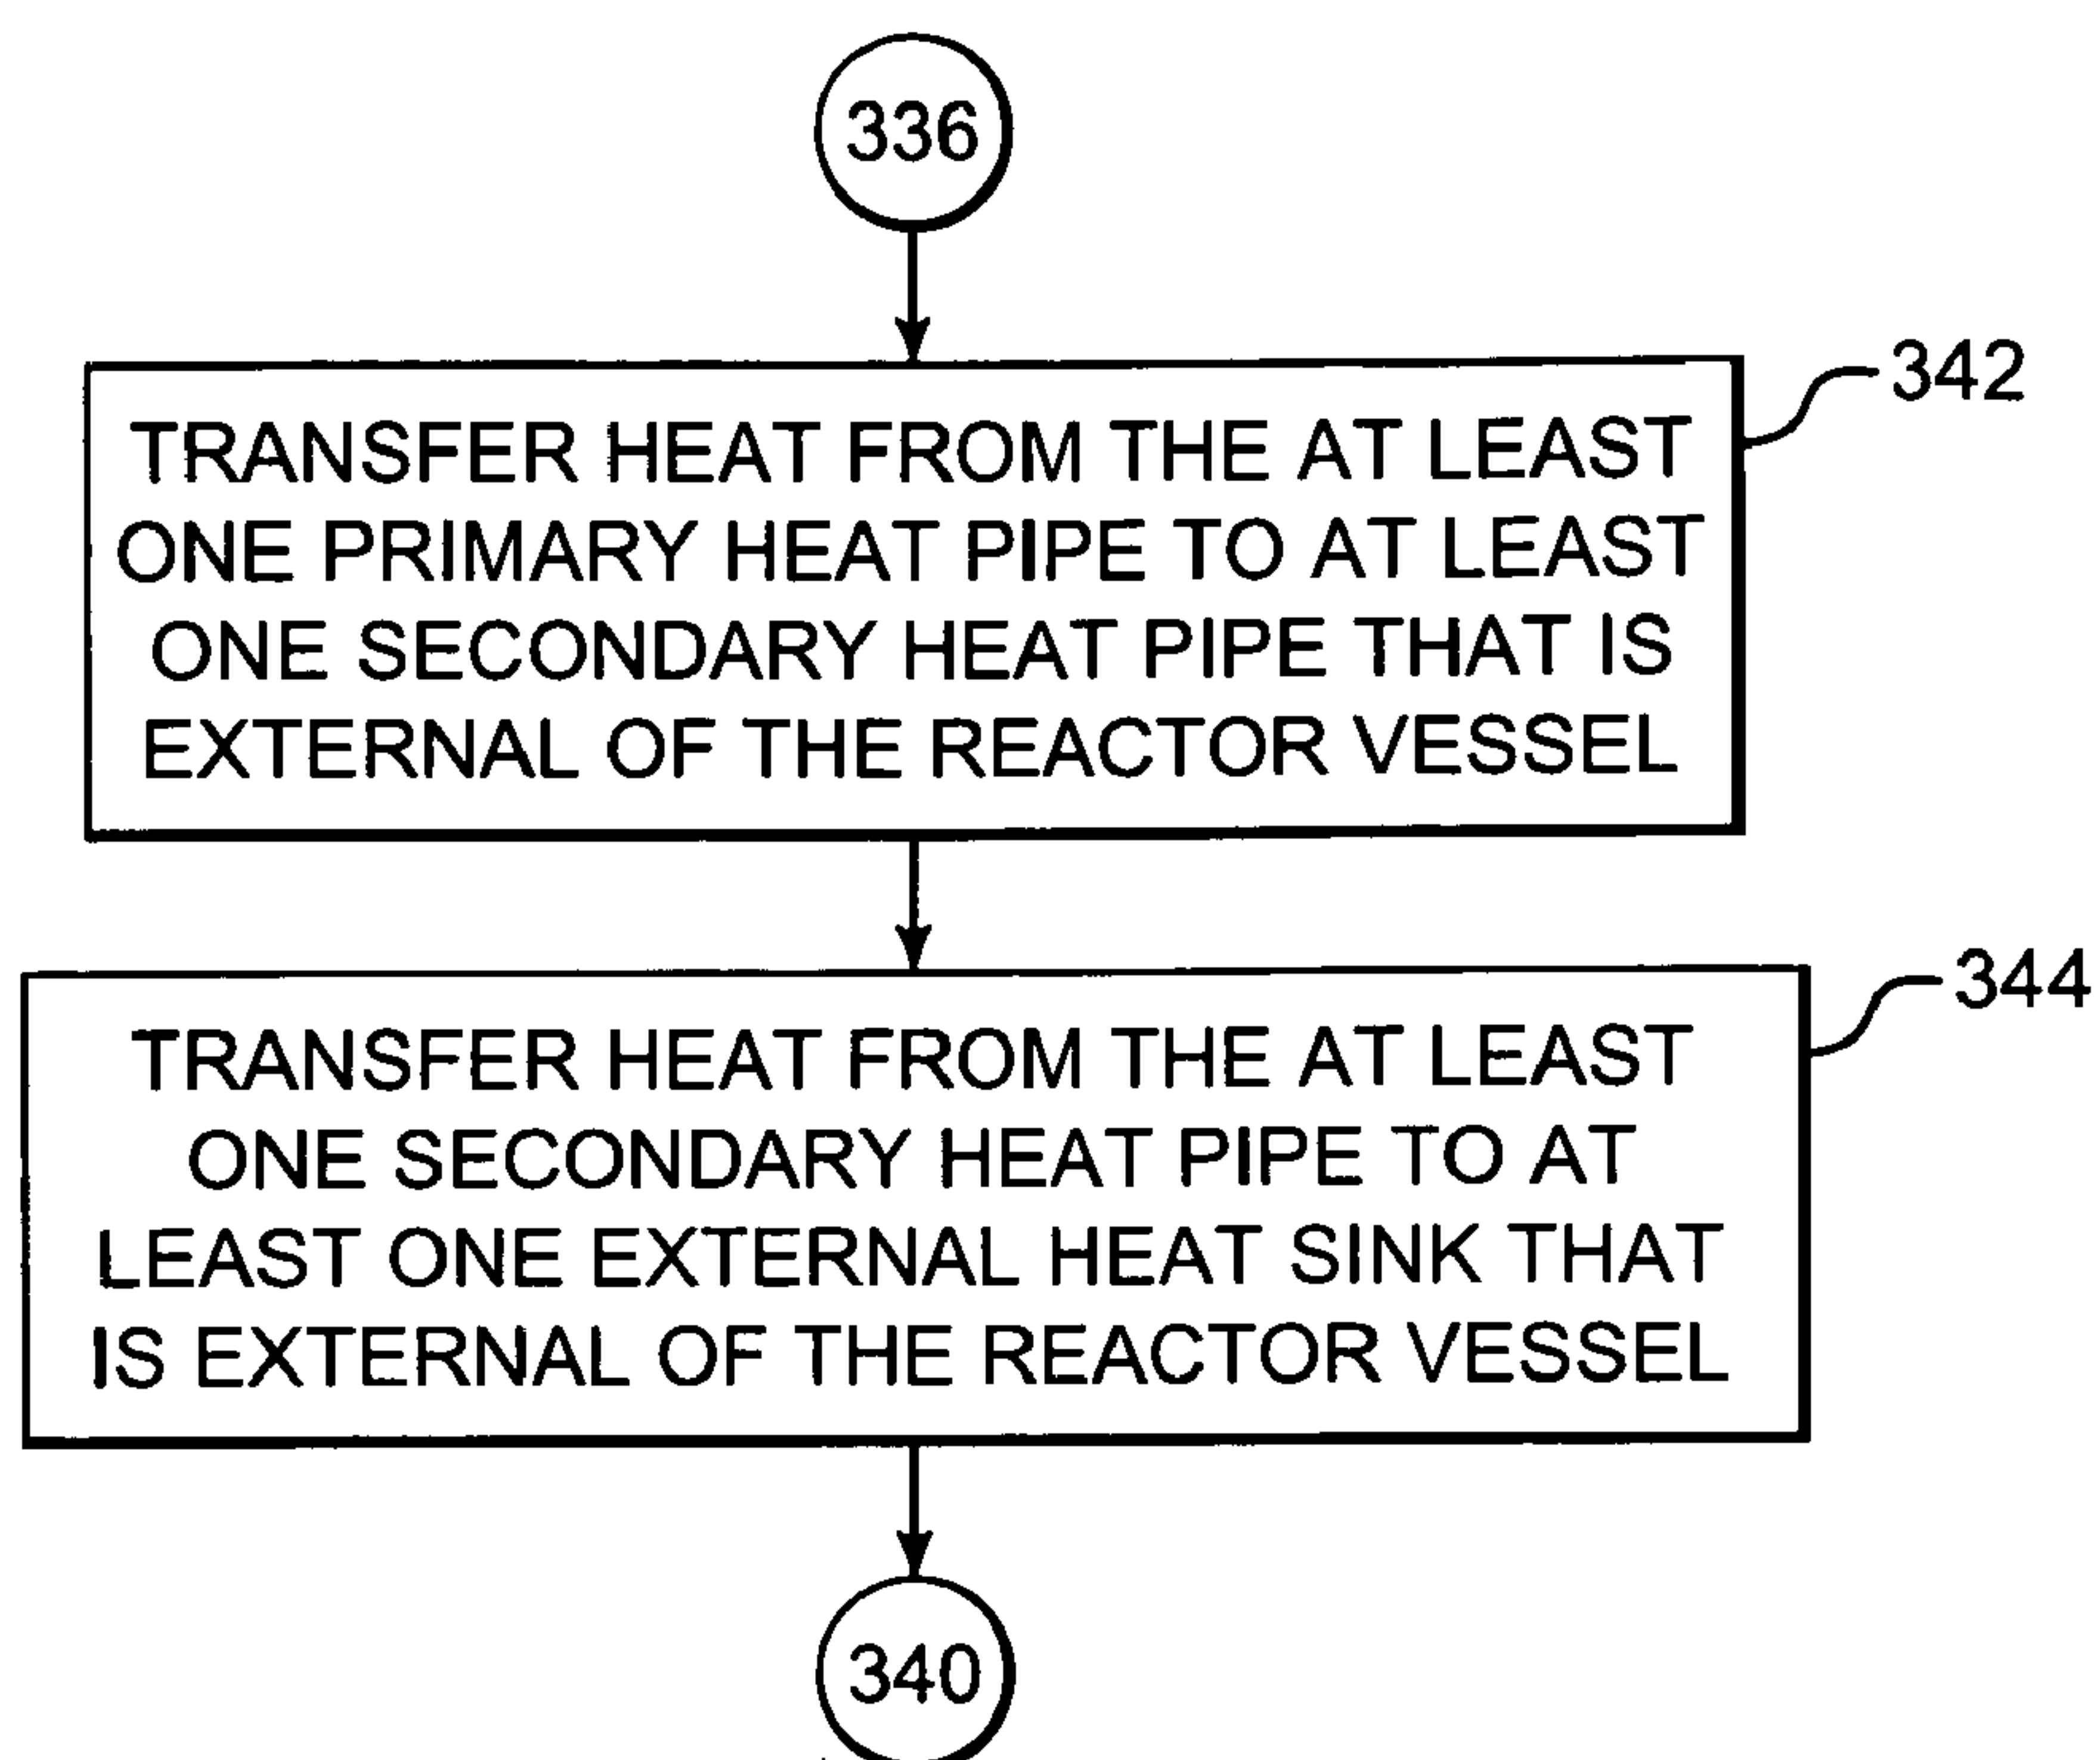 336
342
TRANSFER HEAT FROM THE AT LEAST
ONE PRIMARY HEAT PIPE TO AT LEAST
ONE SECONDARY HEAT PIPE THAT IS
EXTERNAL OF THE REACTOR VESSEL
344
TRANSFER HEAT FROM THE AT LEAST
ONE SECONDARY HEAT PIPE TO AT
LEAST ONE EXTERNAL HEAT SINK THAT
IS EXTERNAL OF THE REACTOR VESSEL
340